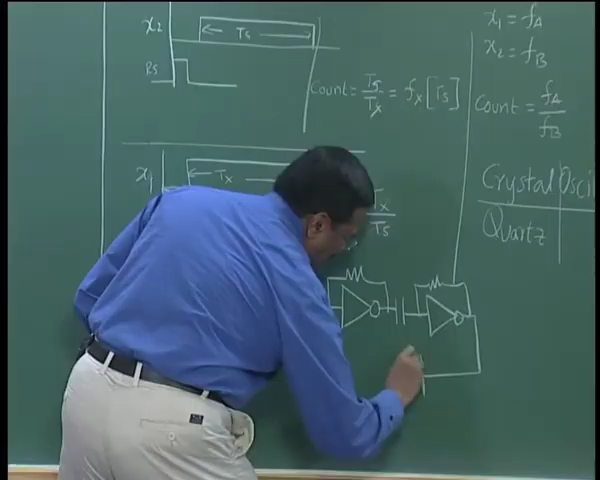 x2
Ts
Rs
Count = Ts/Tx = fx [Ts]
x1
Tx
Ts
x1 = fA
x2 = fB
Count = fA/fB
Crystal Osci
Quartz